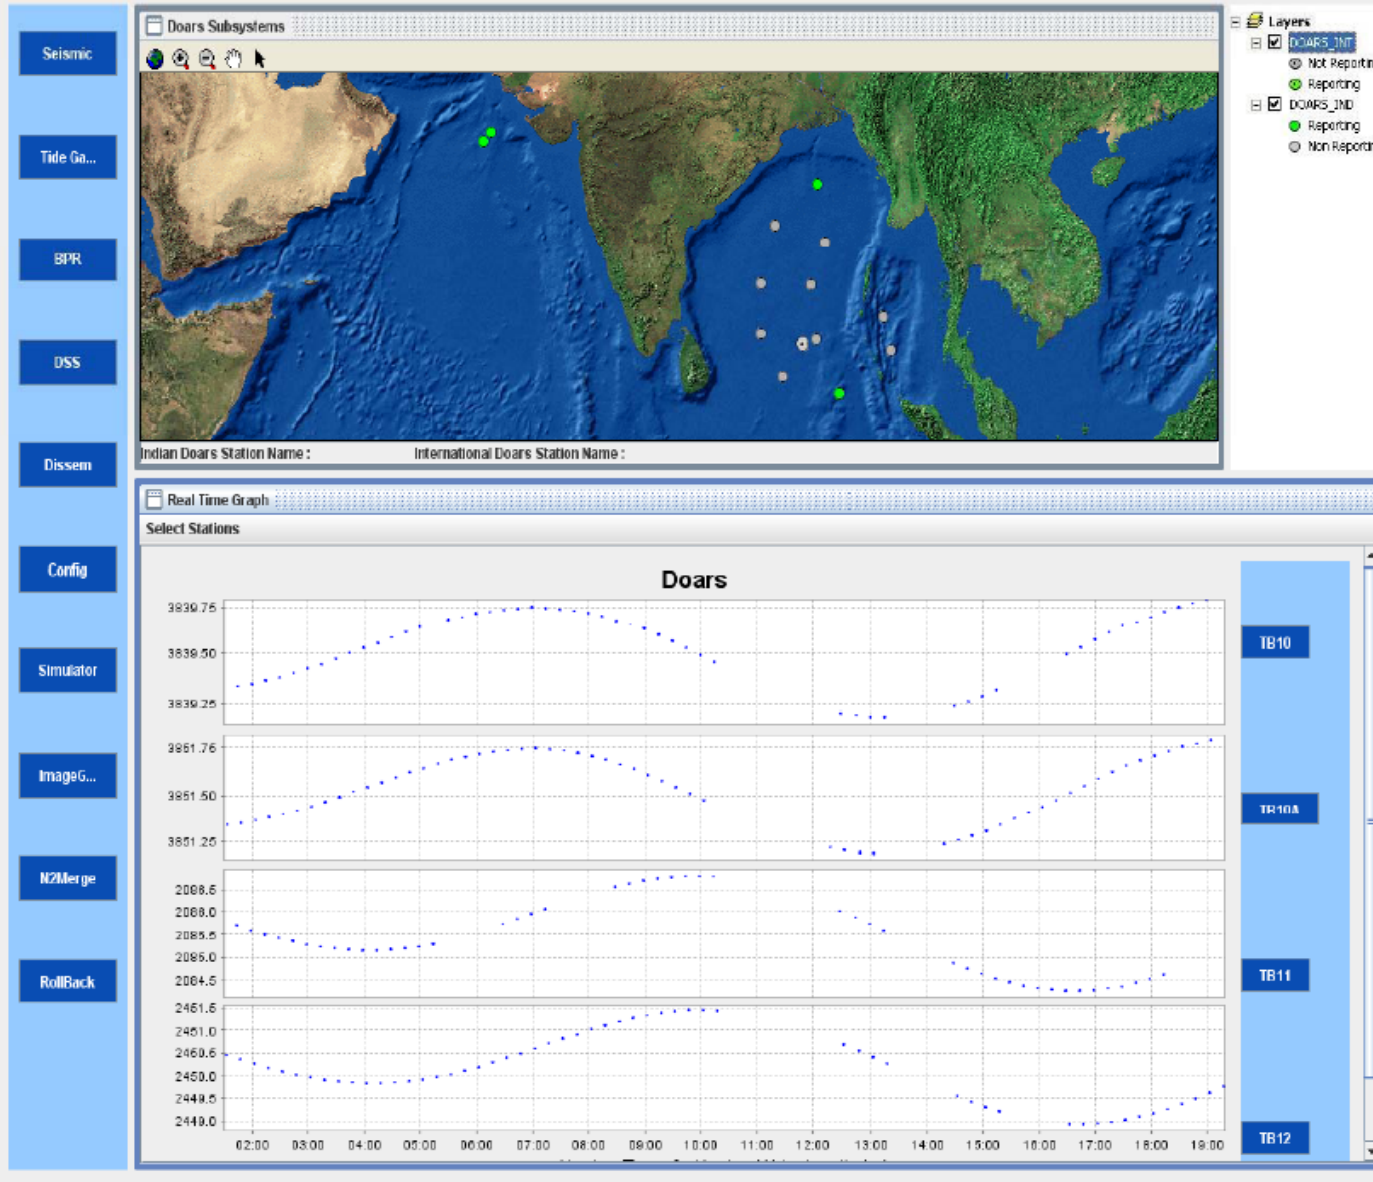 Seismic
Tide Ga...
BPR
DSS
Dissem
Config
Simulator
ImageG...
N2Merge
RollBack
Doars Subsystems
Indian Doars Station Name :
International Doars Station Name :
Layers
DOARS_INT
Not Reportin
Reporting
DOARS_IND
Reporting
Non Reportin
Real Time Graph
Select Stations
Doars
3839.75
3839.50
3839.25
TB10
3851.75
3851.50
3851.25
TB10A
2086.5
2086.0
2085.5
2085.0
2084.5
TB11
2451.5
2451.0
2450.5
2450.0
2449.5
2449.0
TB12
02:00 03:00 04:00 05:00 06:00 07:00 08:00 09:00 10:00 11:00 12:00 13:00 14:00 15:00 16:00 17:00 18:00 19:00